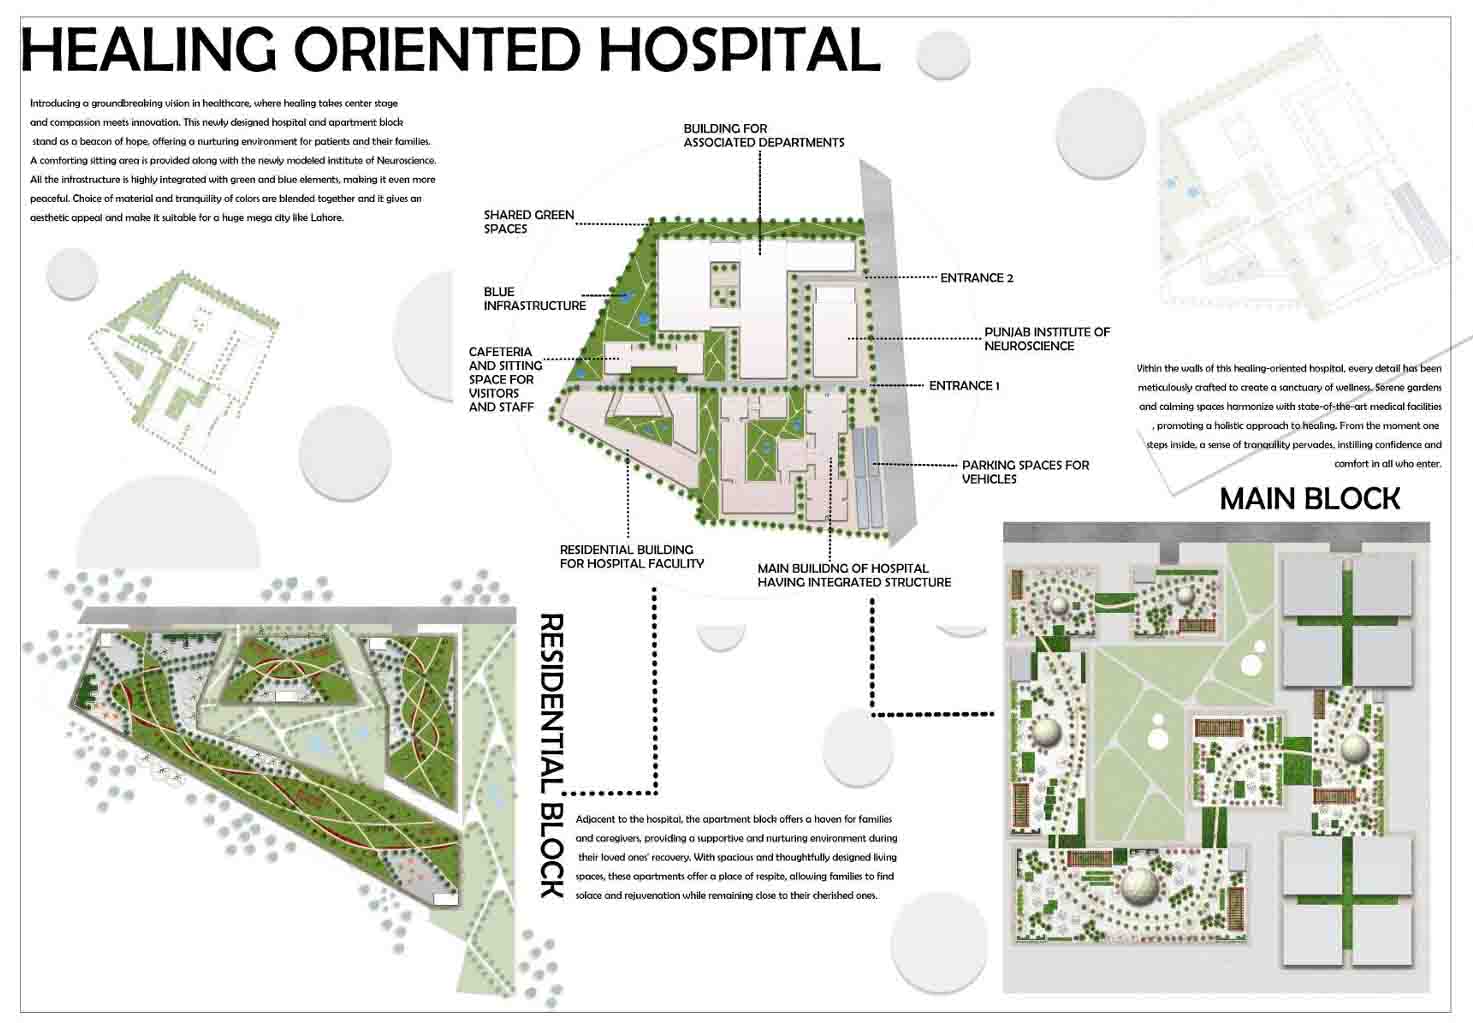 HEALING ORIENTED HOSPITAL
Introducing a groundbreaking vision in healthcare, where healing takes center stage
and compassion meets innovation. This newly designed hospital and apartment block
stand as a beacon of hope, offering a nurturing environment for patients and their families.
A comforting sitting area is provided along with the newly modeled institute of Neuroscience.
All the infrastructure is highly integrated with green and blue elements, making it even more
peaceful. Choice of material and tranquility of colors are blended together and it gives an
aesthetic appeal and make it suitable for a huge mega city like Lahore.
BUILDING FOR
ASSOCIATED DEPARTMENTS
SHARED GREEN
SPACES
BLUE
INFRASTRUCTURE
CAFETERIA
AND SITTING
SPACE FOR
VISITORS
AND STAFF
ENTRANCE 2
PUNJAB INSTITUTE OF
NEUROSCIENCE
ENTRANCE 1
PARKING SPACES FOR
VEHICLES
RESIDENTIAL BUILDING
FOR HOSPITAL FACULITY
MAIN BUILDING OF HOSPITAL
HAVING INTEGRATED STRUCTURE
Within the walls of this healing-oriented hospital, every detail has been
meticulously crafted to create a sanctuary of wellness. Serene gardens
and calming spaces harmonize with state-of-the-art medical facilities
, promoting a holistic approach to healing. From the moment one
steps inside, a sense of tranquility pervades, instilling confidence and
comfort in all who enter.
MAIN BLOCK
RESIDENTIAL BLOCK
Adjacent to the hospital, the apartment block offers a haven for families
and caregivers, providing a supportive and nurturing environment during
their loved ones' recovery. With spacious and thoughtfully designed living
spaces, these apartments offer a place of respite, allowing families to find
solace and rejuvenation while remaining close to their cherished ones.